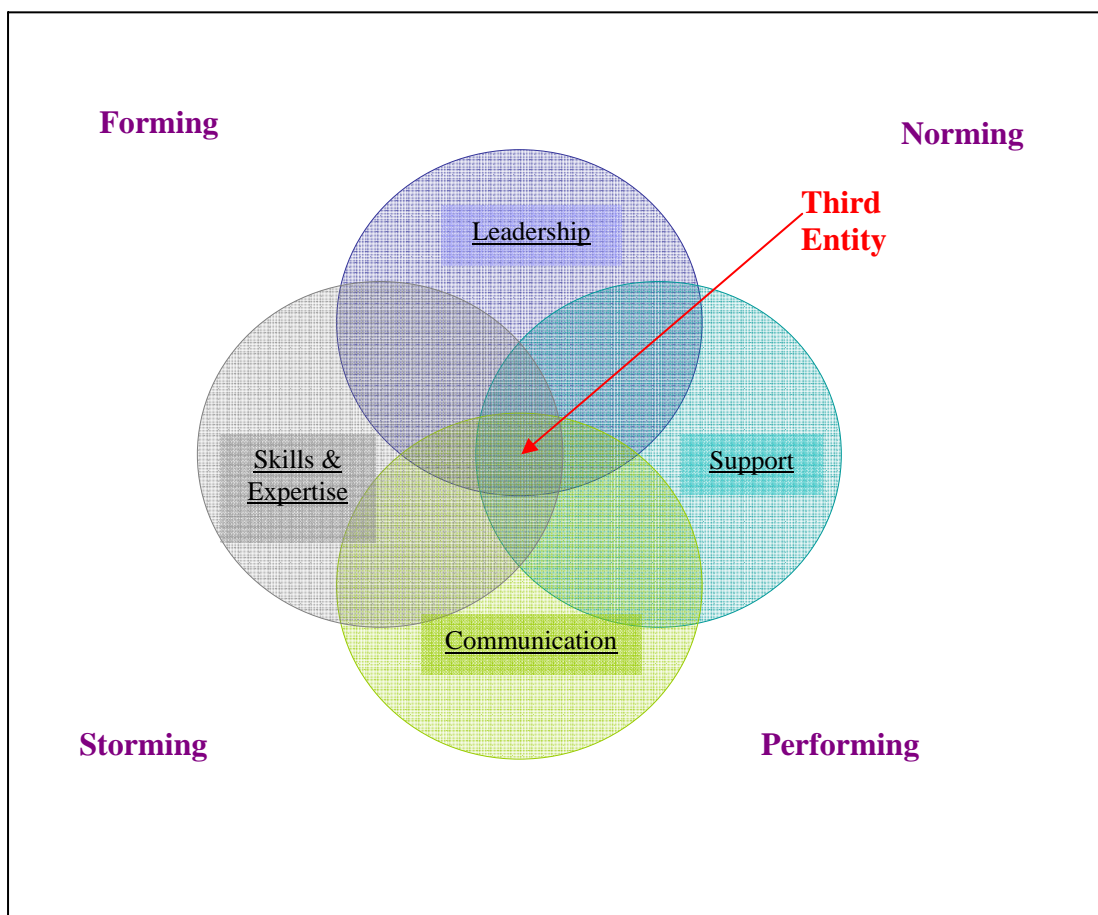 Forming
Norming
Third
Entity
Leadership
Skills &
Expertise
Support
Communication
Storming
Performing